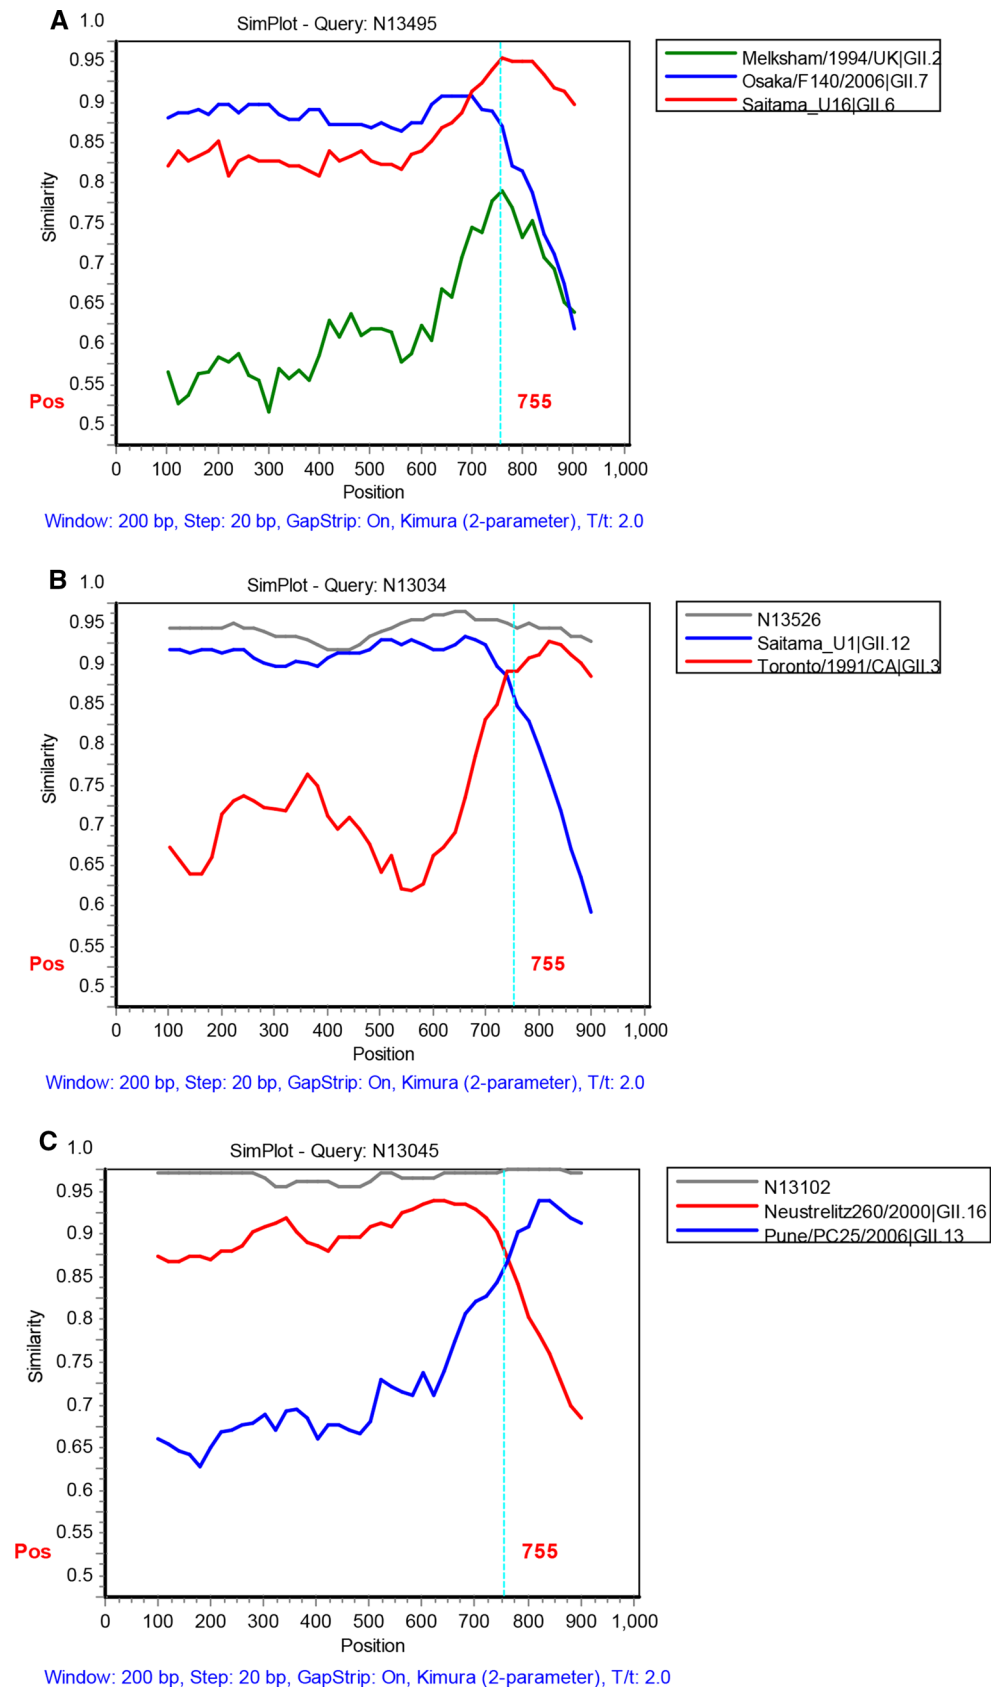 A
SimPlot - Query: N13495
1.0
0.95
0.9
0.85
0.8
0.75
0.7
0.65
0.6
0.55
0.5
Similarity
Pos
755
0 100 200 300 400 500 600 700 800 900 1,000
Position
Window: 200 bp, Step: 20 bp, GapStrip: On, Kimura (2-parameter), T/t: 2.0
Melksham/1994/UK|GII.2
Osaka/F140/2006|GII.7
Saitama_U16|GII.6
B
SimPlot - Query: N13034
1.0
0.95
0.9
0.85
0.8
0.75
0.7
0.65
0.6
0.55
0.5
Similarity
Pos
755
0 100 200 300 400 500 600 700 800 900 1,000
Position
Window: 200 bp, Step: 20 bp, GapStrip: On, Kimura (2-parameter), T/t: 2.0
N13526
Saitama_U1|GII.12
Toronto/1991/CA|GII.3
C
SimPlot - Query: N13045
1.0
0.95
0.9
0.85
0.8
0.75
0.7
0.65
0.6
0.55
0.5
Similarity
Pos
755
0 100 200 300 400 500 600 700 800 900 1,000
Position
Window: 200 bp, Step: 20 bp, GapStrip: On, Kimura (2-parameter), T/t: 2.0
N13102
Neustrelitz260/2000|GII.16
Pune/PC25/2006|GII.13